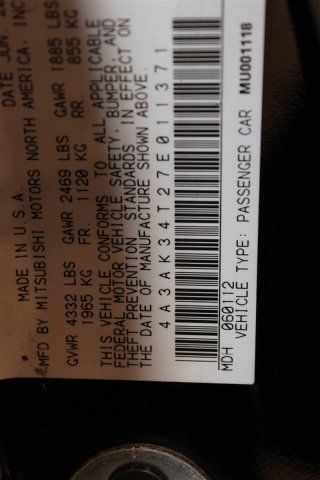 DATE JUN. 20
MADE IN U.S.A.
MFD BY MITSUBISHI MOTORS NORTH AMERICA, INC
GVWR 4332 LBS GAWR 2469 LBS GAWR 1885 LBS
1965 KG FR. 1120 KG RR. 855 KG
THIS VEHICLE CONFORMS TO ALL APPLICABLE
FEDERAL MOTOR VEHICLE SAFETY, BUMPER, AND
THEFT PREVENTION STANDARDS IN EFFECT ON
THE DATE OF MANUFACTURE SHOWN ABOVE.
4A3AK34T27E011371
MDH 060112
VEHICLE TYPE: PASSENGER CAR MU001118